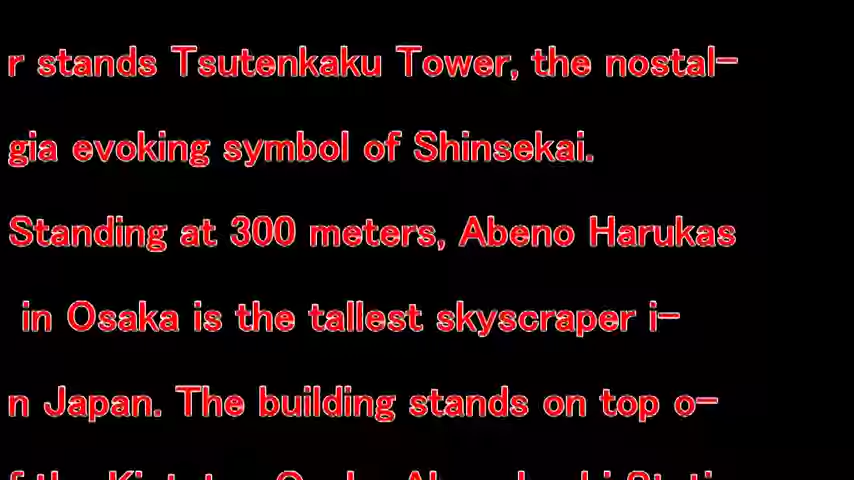 r stands Tsutenkaku Tower, the nostal-
gia evoking symbol of Shinsekai.
Standing at 300 meters, Abeno Harukas
in Osaka is the tallest skyscraper i-
n Japan. The building stands on top o-
f the